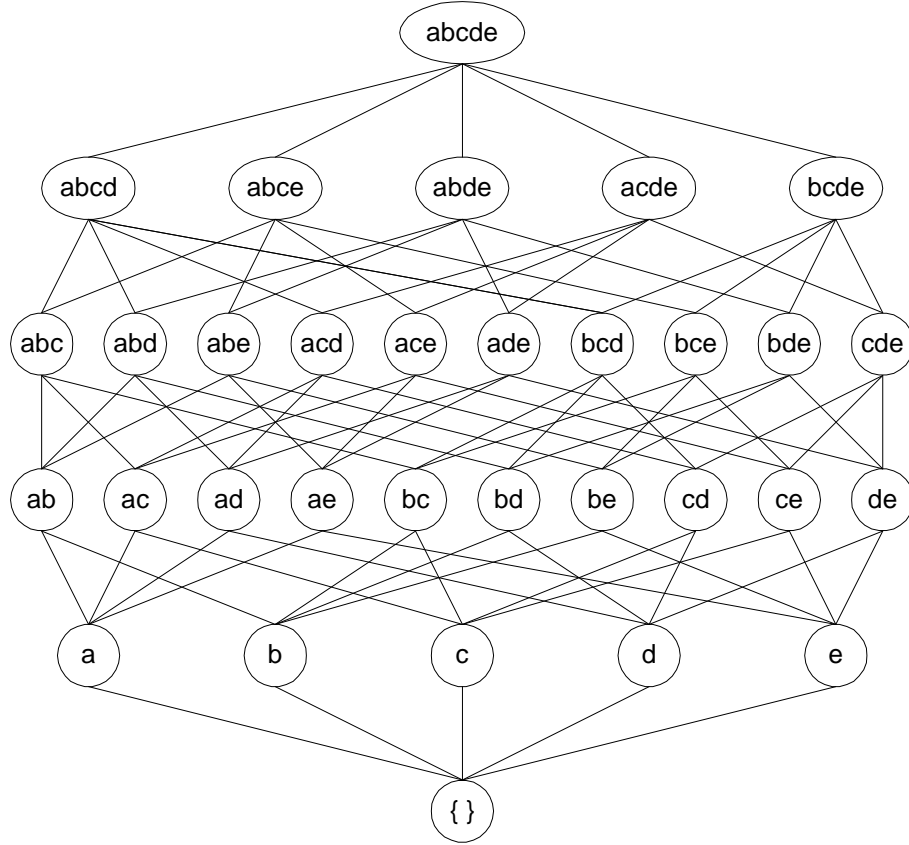 abcde
abcd abce abde acde bcde
abc abd abe acd ace ade bcd bce bde cde
ab ac ad ae bc bd be cd ce de
a b c d e
{ }